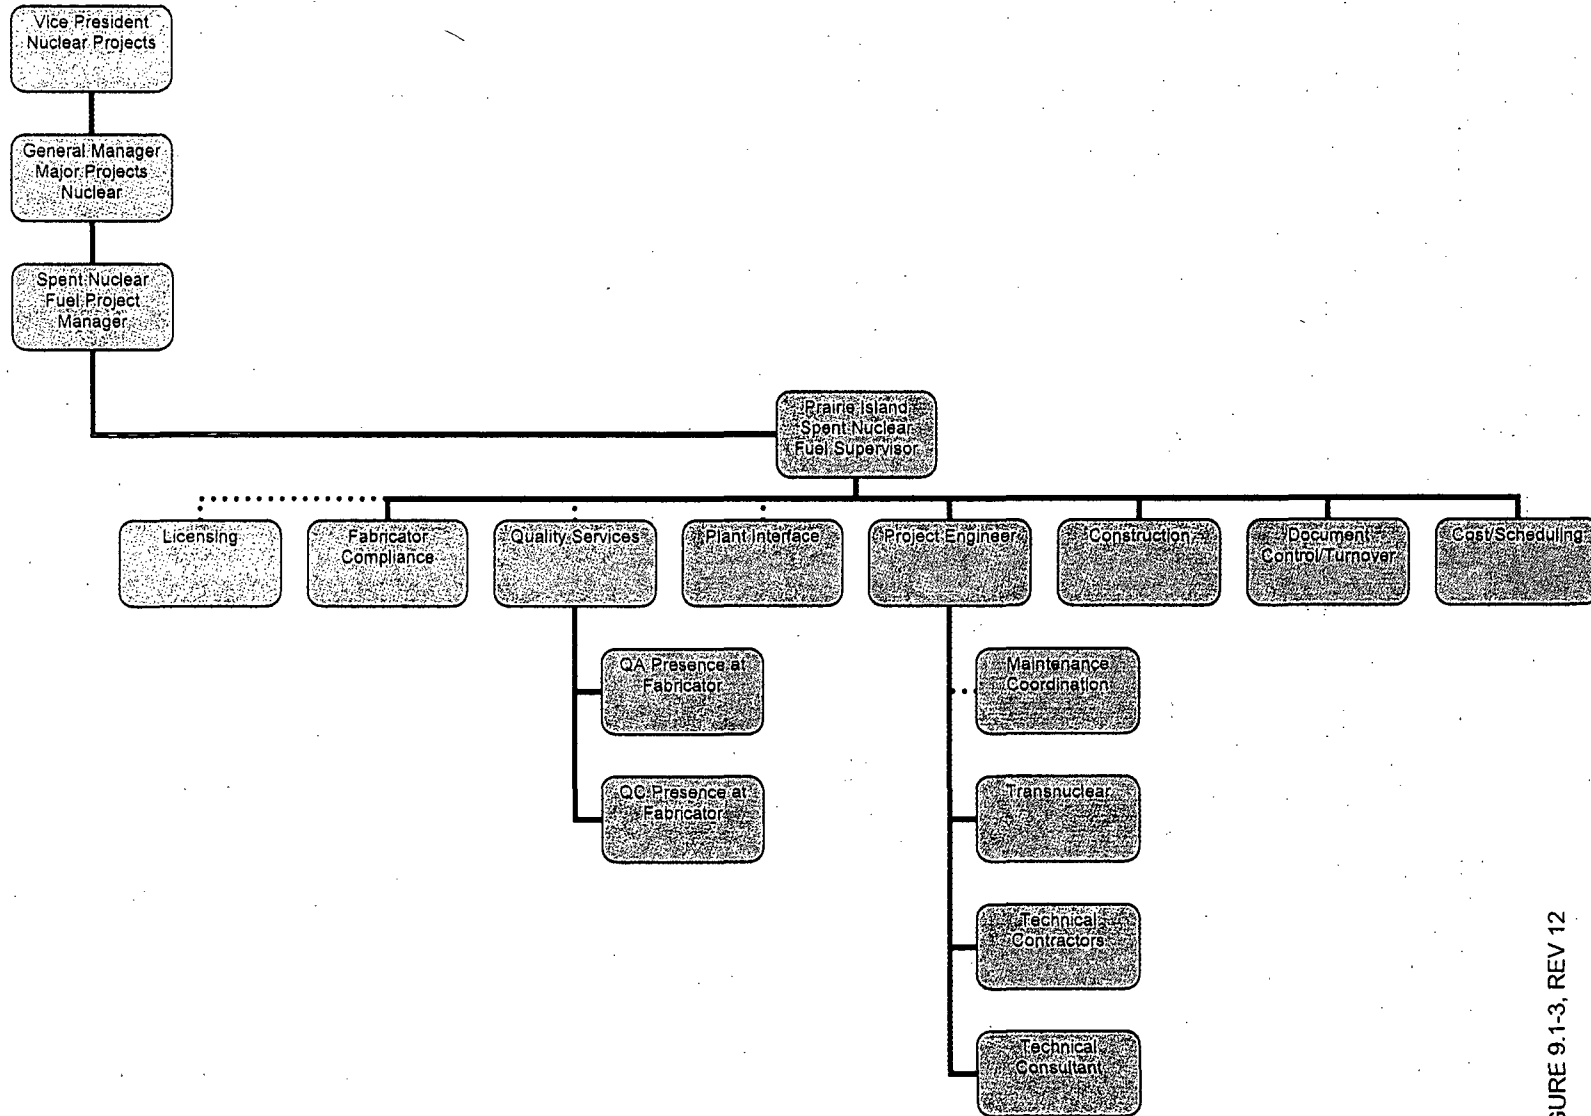 Vice President
Nuclear Projects
General Manager
Major Projects
Nuclear
Spent Nuclear
Fuel Project
Manager
Prairie Island
Spent Nuclear
Fuel Supervisor
Licensing
Fabricator
Compliance
Quality Services
Plant Interface
Project Engineer
Construction
Document
Control/Turnover
Cost/Scheduling
QA Presence at
Fabricator
Maintenance
Coordination
QC Presence at
Fabricator
Transnuclear
Technical
Contractors
Technical
Consultant
GURE 9.1-3, REV 12